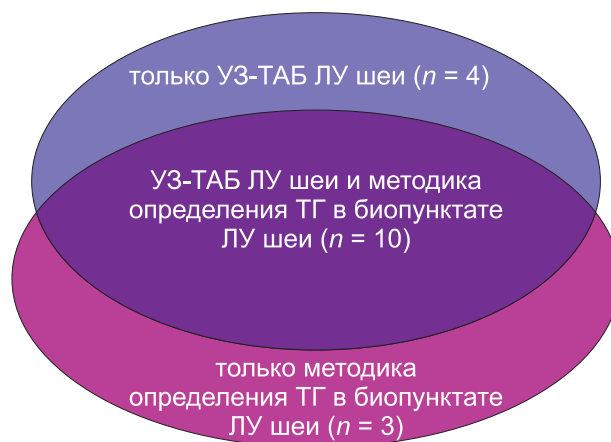 только УЗ-ТАБ ЛУ шеи (n = 4)
УЗ-ТАБ ЛУ шеи и методика
определения ТГ в биопунктате
ЛУ шеи (n = 10)
только методика
определения ТГ в биопунктате
ЛУ шеи (n = 3)